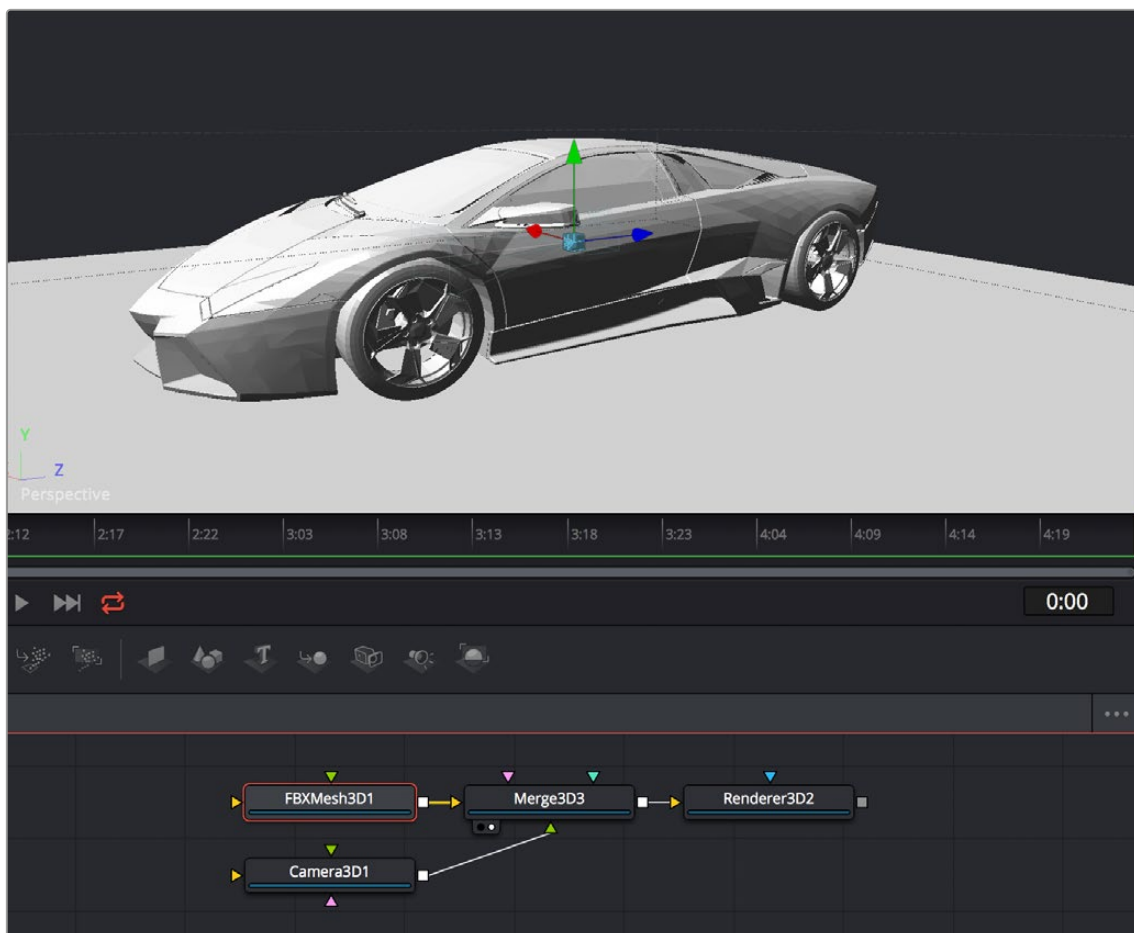 Y
Z
Perspective
2:12 2:17 2:22 3:03 3:08 3:13 3:18 3:23 4:04 4:09 4:14 4:19
0:00
T
FBXMesh3D1 Merge3D3 Renderer3D2
Camera3D1